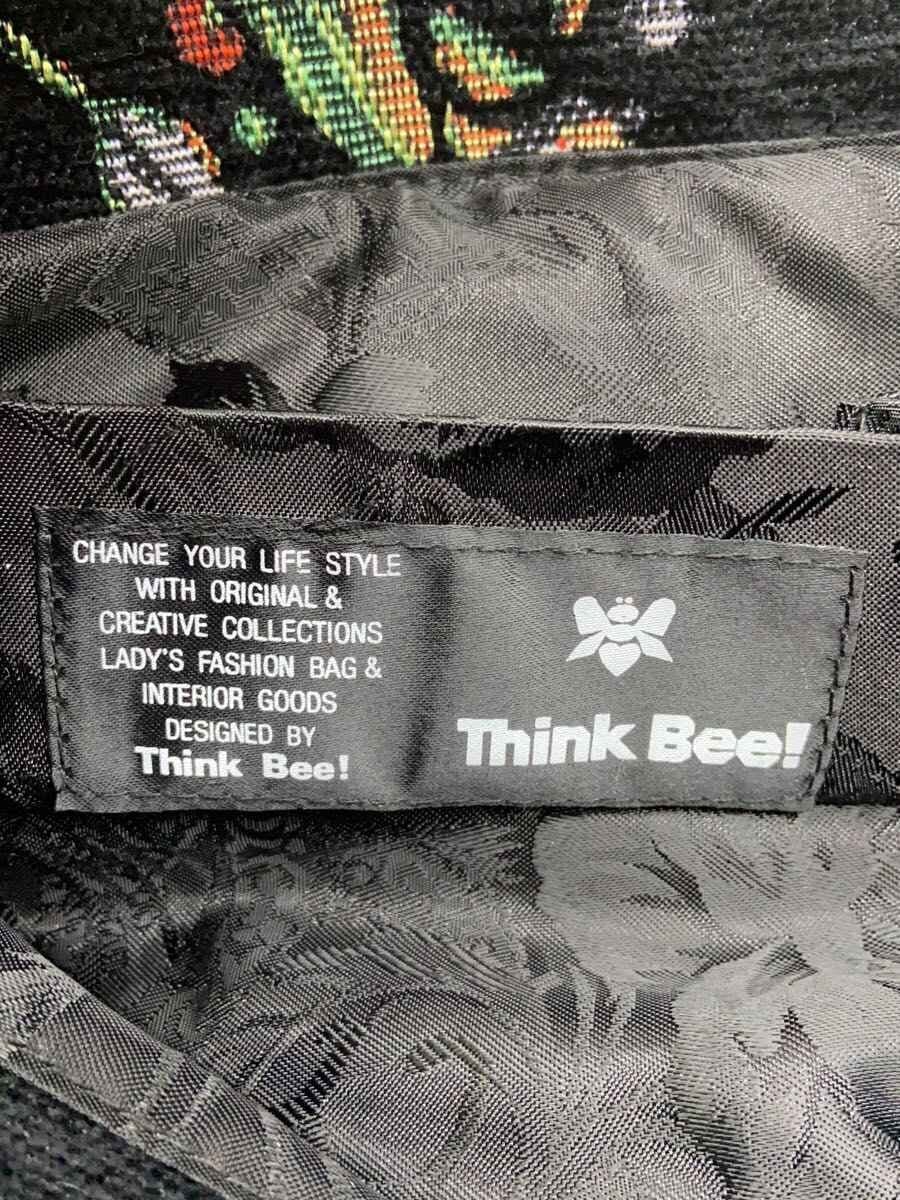 CHANGE YOUR LIFE STYLE
WITH ORIGINAL &
CREATIVE COLLECTIONS
LADY'S FASHION BAG &
INTERIOR GOODS
DESIGNED BY
Think Bee!
Think Bee!